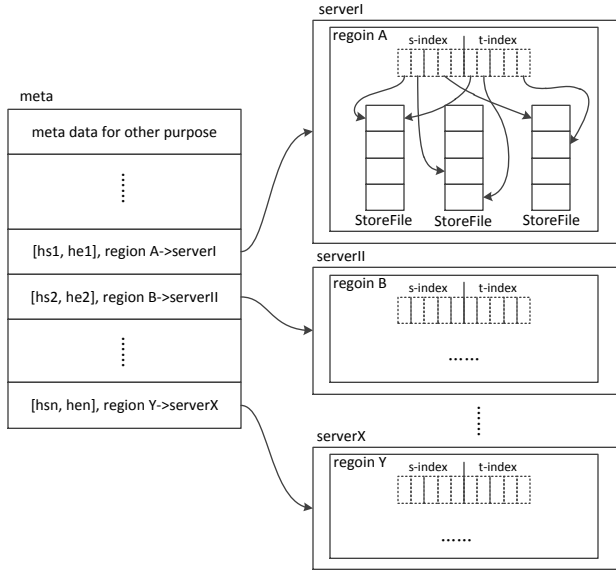 meta
meta data for other purpose
[hs1, he1], region A->serverI
[hs2, he2], region B->serverII
[hsn, hen], region Y->serverX
serverI
regoin A
s-index t-index
StoreFile StoreFile StoreFile
serverII
regoin B
s-index t-index
......
serverX
regoin Y
s-index t-index
......